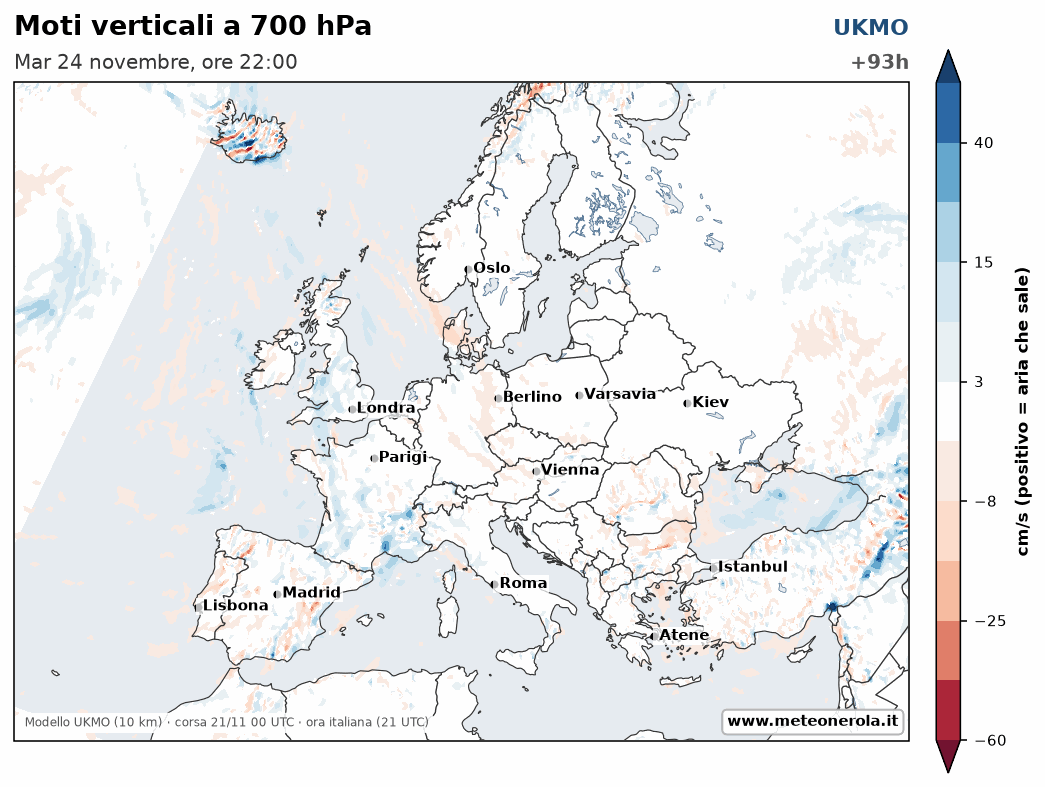 Moti verticali a 700 hPa
UKMO
Mar 24 novembre, ore 22:00
+93h
40
15
3
−8
−25
−60
cm/s (positivo = aria che sale)
Oslo
Londra
Berlino
Varsavia
Kiev
Parigi
Vienna
Istanbul
Roma
Madrid
Lisbona
Atene
Modello UKMO (10 km) · corsa 21/11 00 UTC · ora italiana (21 UTC)
www.meteonerola.it